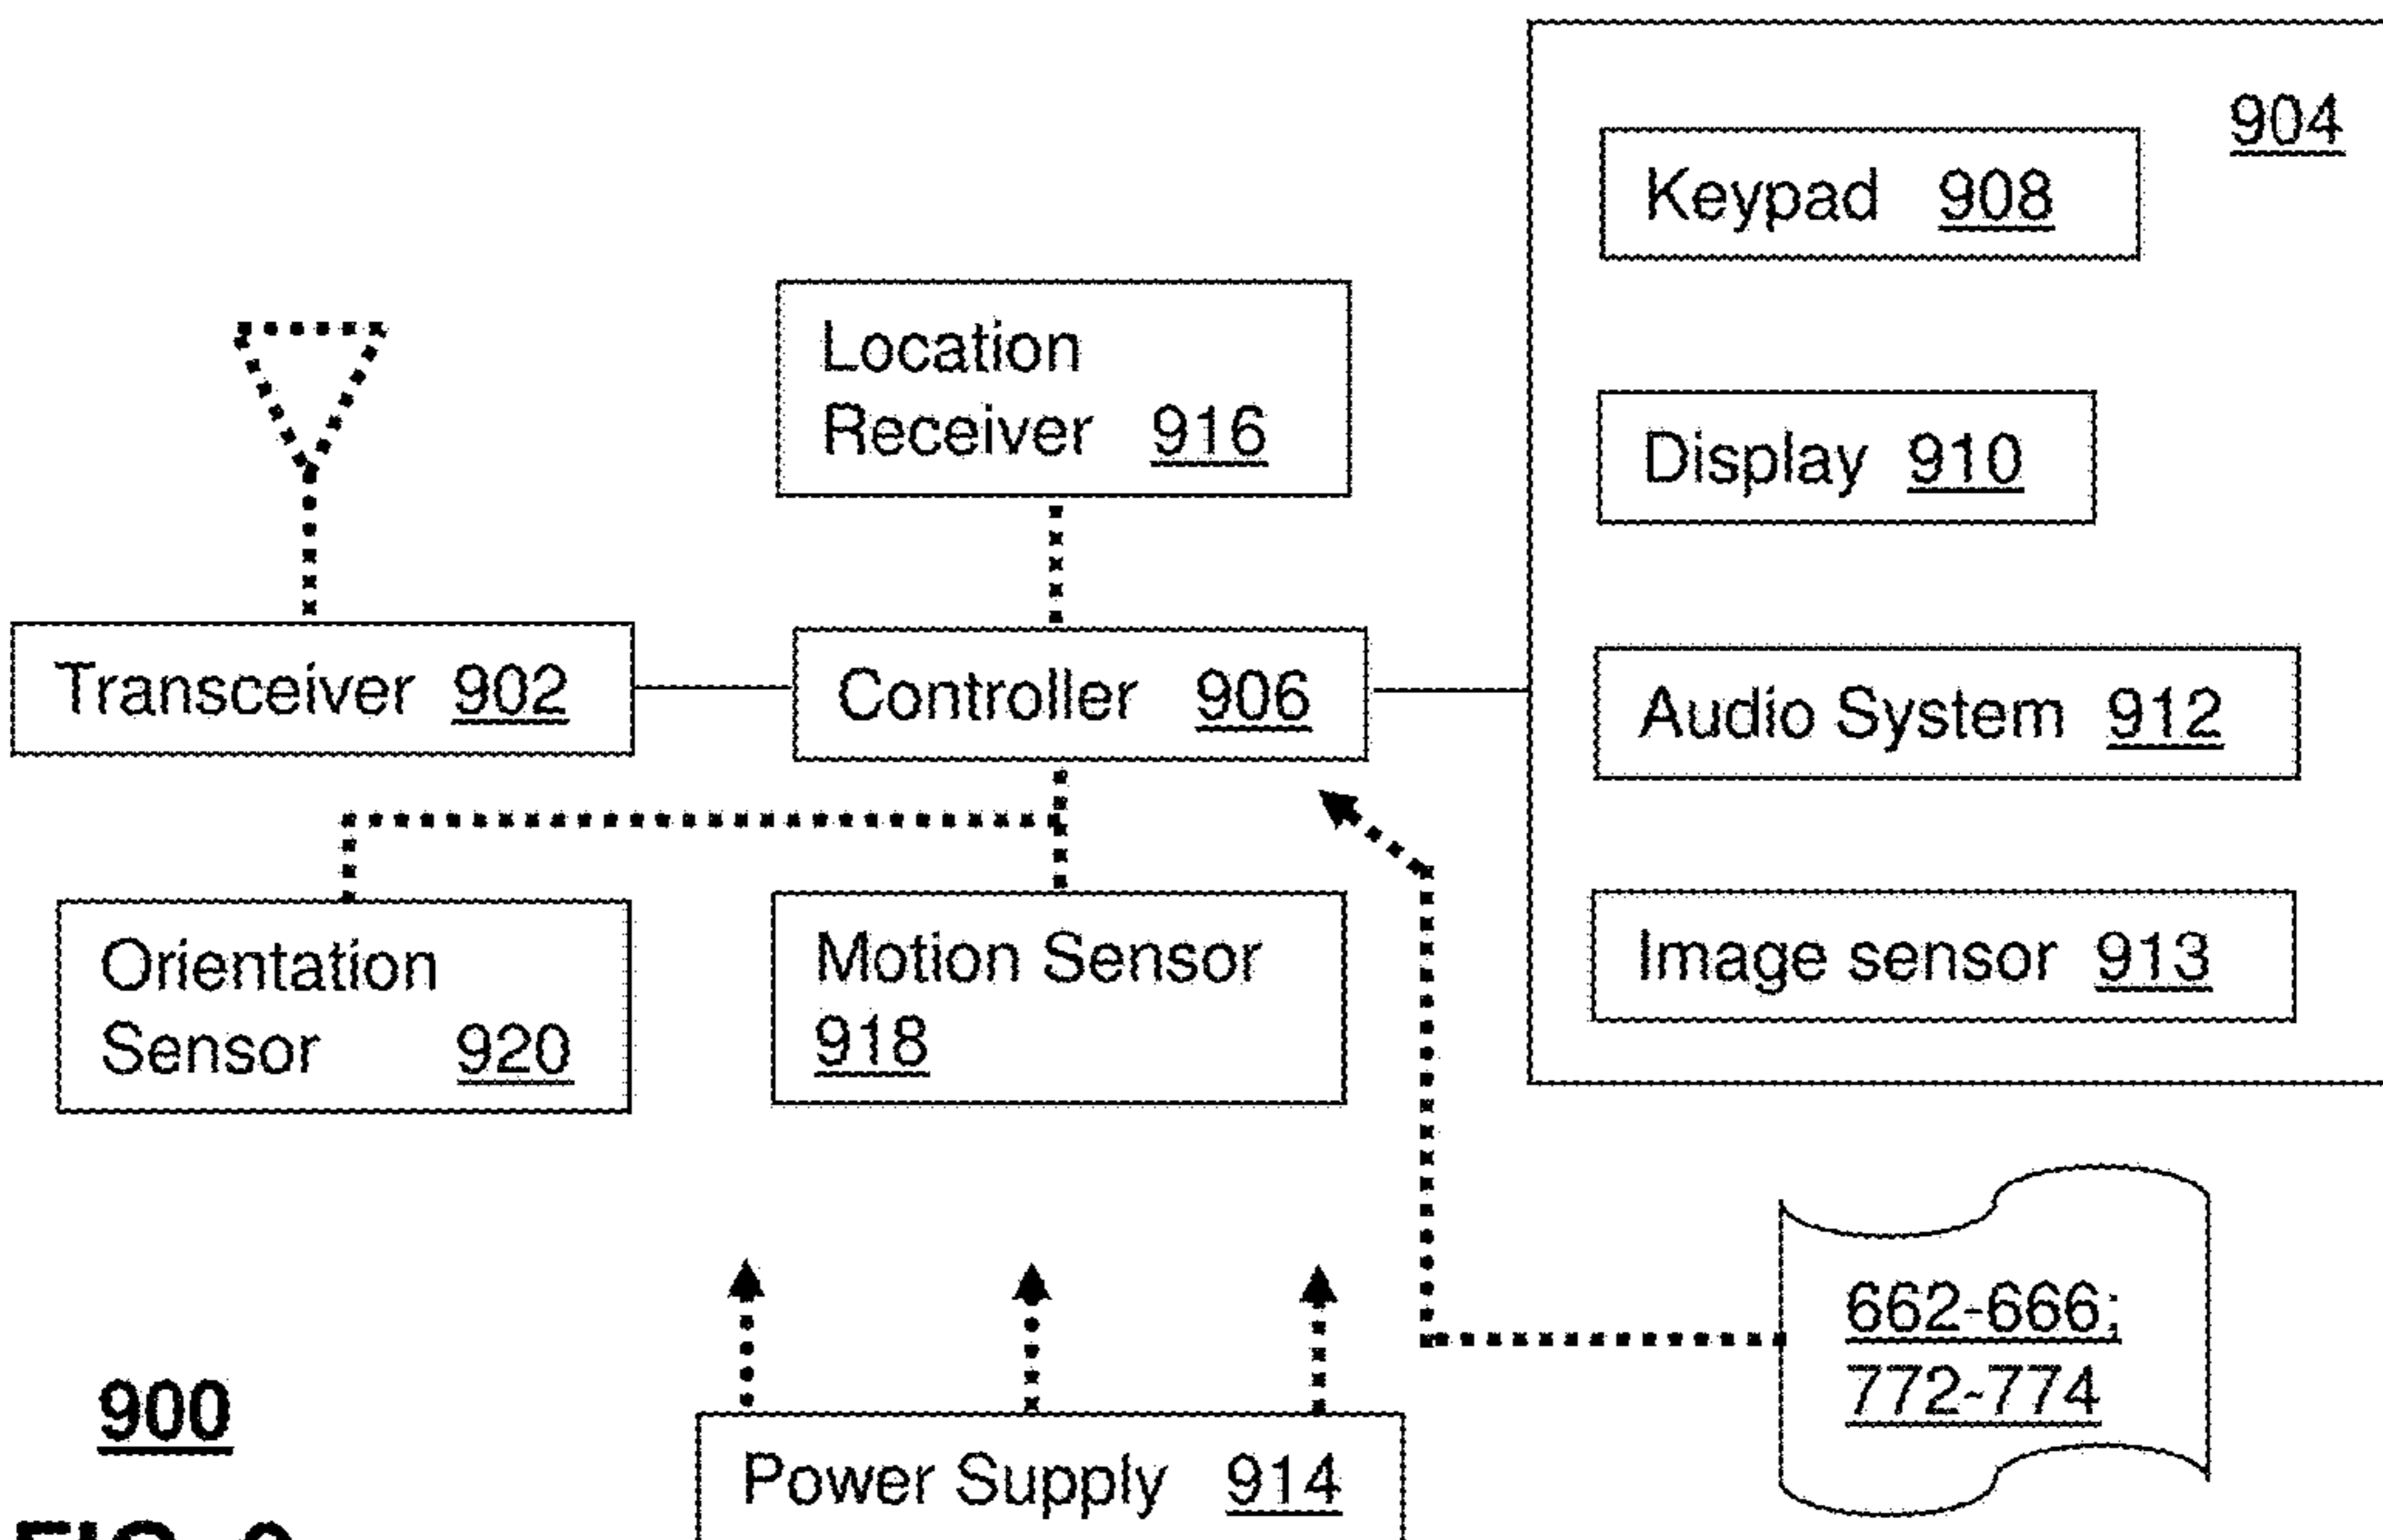 904
Keypad 908
Location
Receiver 916
Display 910
Transceiver 902
Controller 906
Audio System 912
Orientation
Sensor 920
Motion Sensor
918
Image sensor 913
662-666;
772-774
900
Power Supply 914